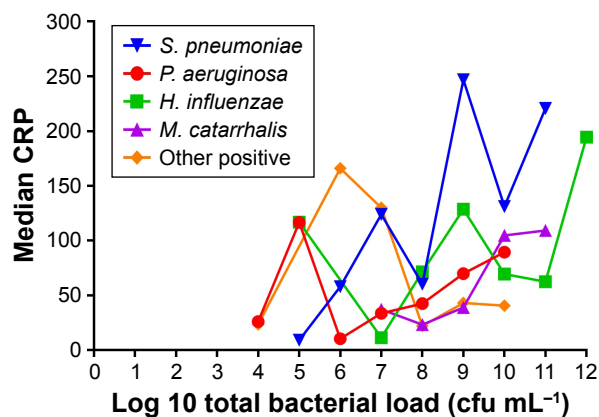 300
250
200
150
100
50
0
Median CRP
S. pneumoniae
P. aeruginosa
H. influenzae
M. catarrhalis
Other positive
0 1 2 3 4 5 6 7 8 9 10 11 12
Log 10 total bacterial load (cfu mL⁻¹)